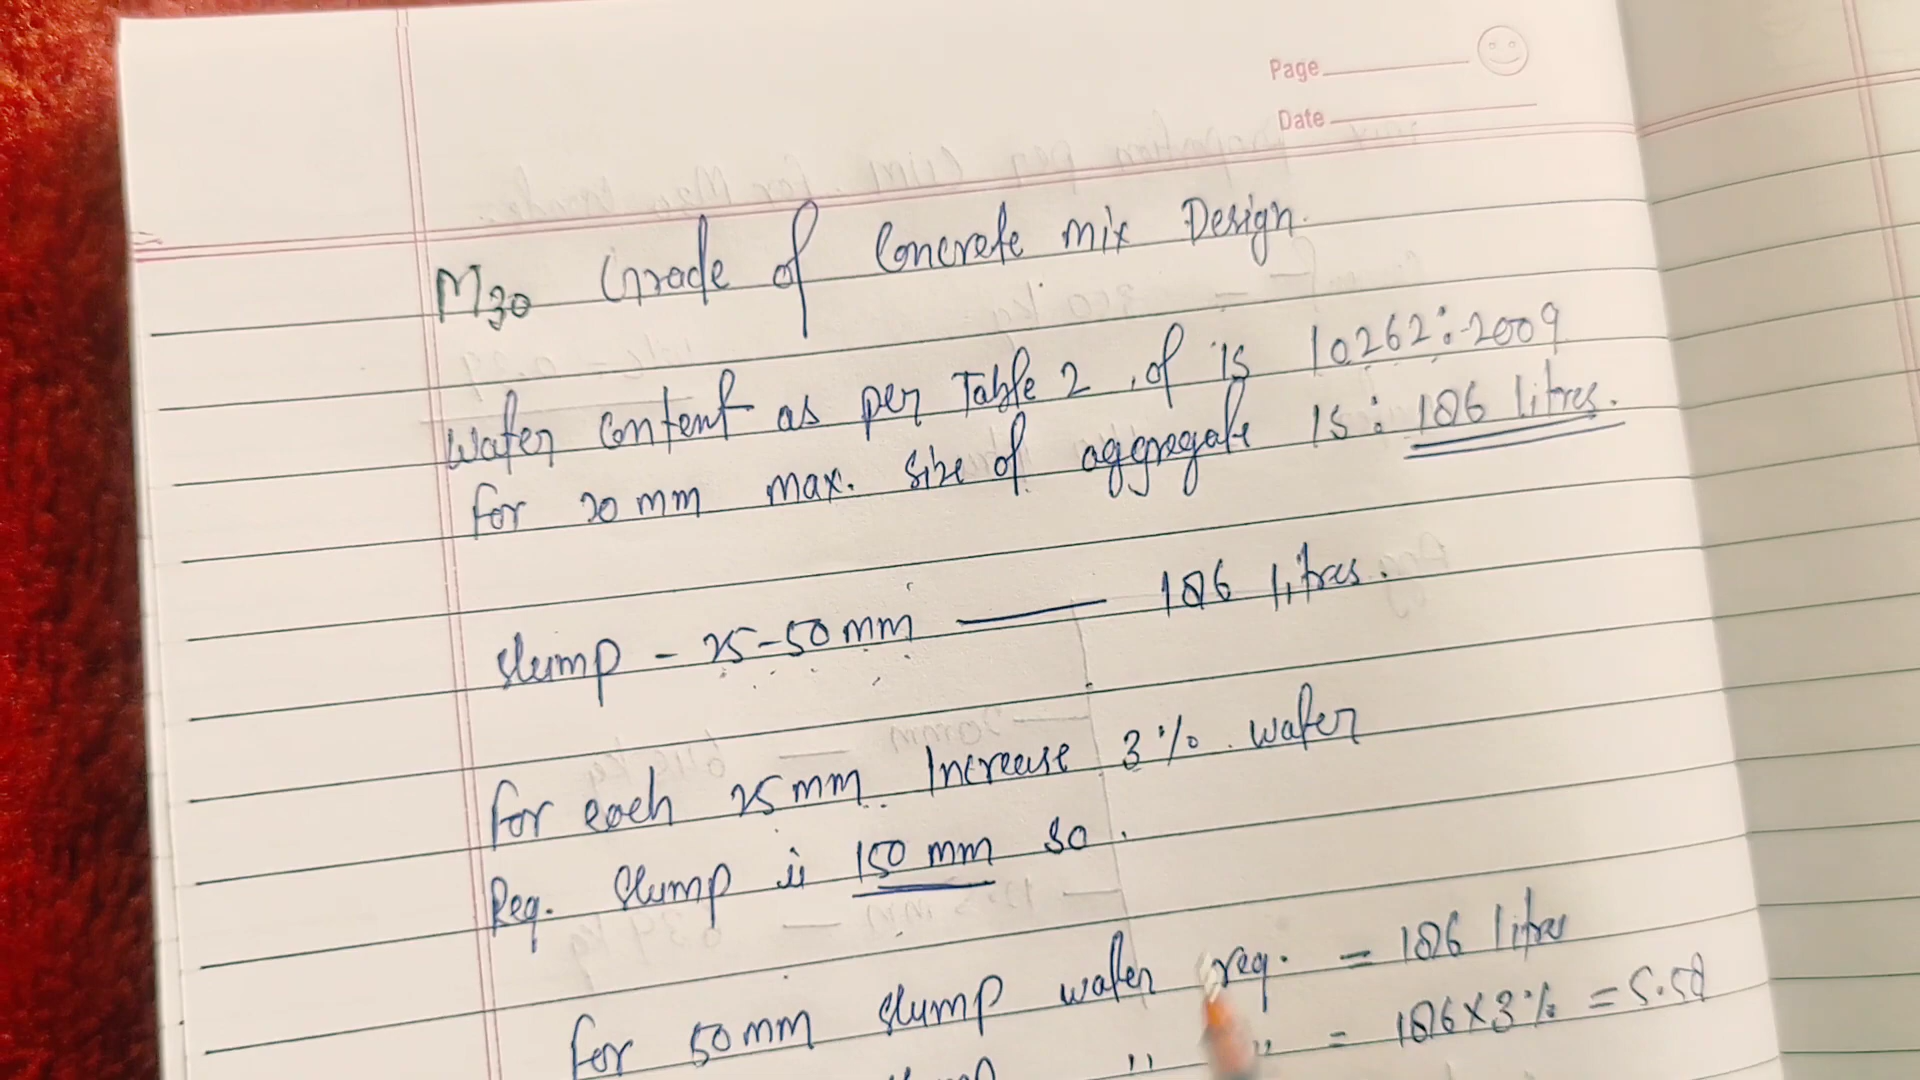 Page
Date
M30 Grade of Concrete mix Design.
Water content as per Table 2, of is 10262:2009
for 20 mm max. size of aggregate is: 186 litres.
slump - 25-50 mm — 186 litres.
for each 25 mm Increase 3% water
Req. slump is 150 mm so
for 50 mm slump water req. = 186 litres
" " = 186 x 3% = 5.58